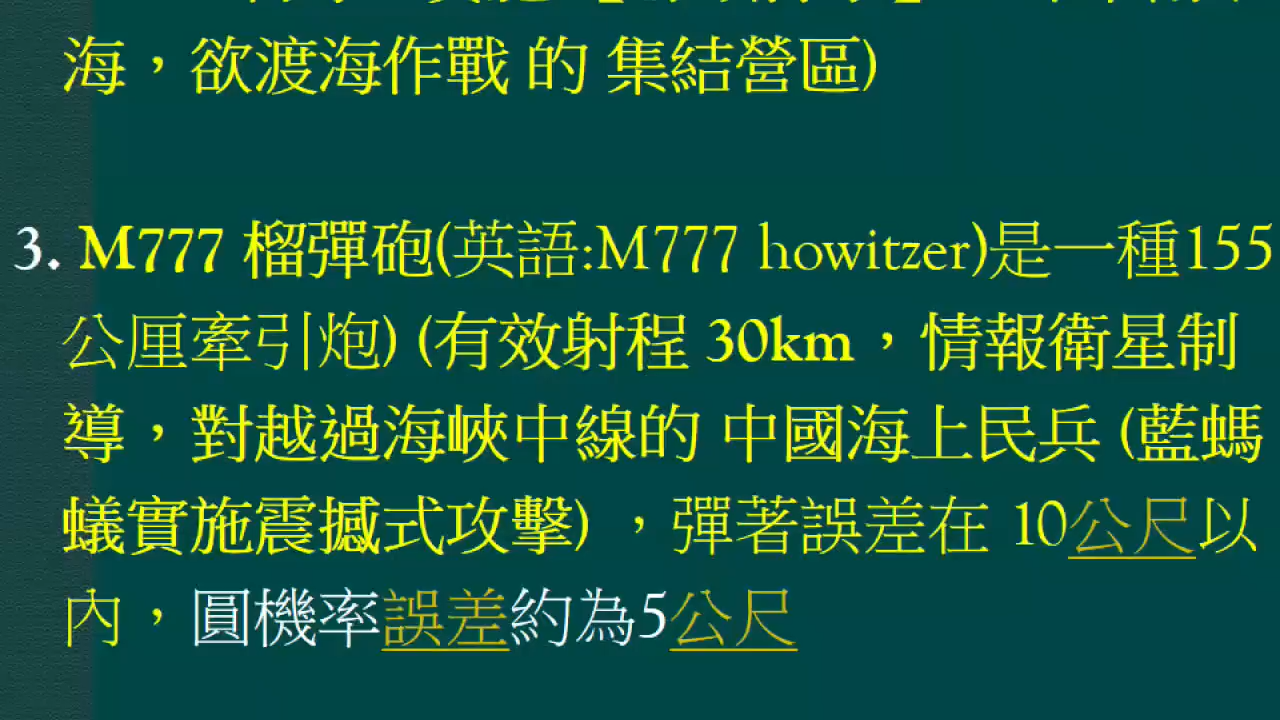 海，欲渡海作戰 的 集結營區)
3. M777 榴彈砲(英語:M777 howitzer)是一種155
公厘牽引炮) (有效射程 30km，情報衛星制
導，對越過海峽中線的 中國海上民兵 (藍螞
蟻實施震撼式攻擊) ，彈著誤差在 10公尺以
內，圓機率誤差約為5公尺